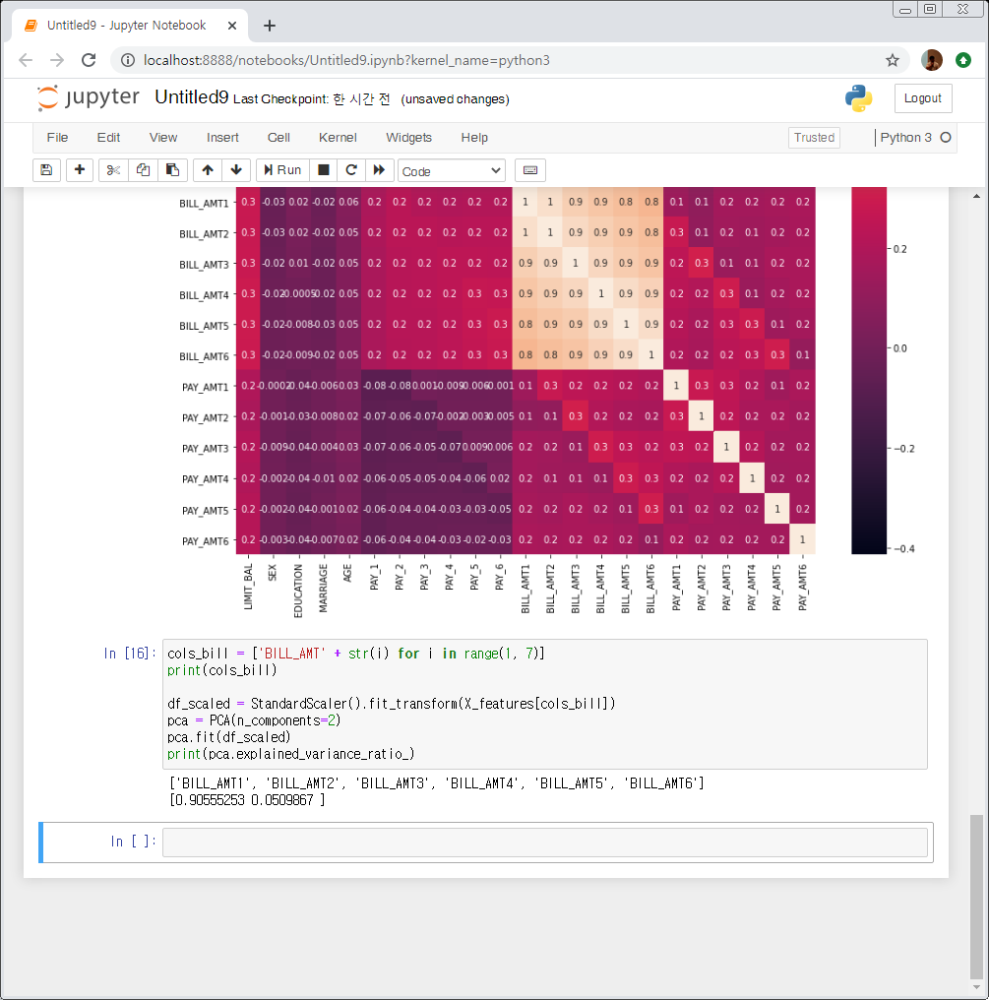 Untitled9 - Jupyter Notebook
localhost:8888/notebooks/Untitled9.ipynb?kernel_name=python3
jupyter Untitled9 Last Checkpoint: 한 시간 전 (unsaved changes) Logout
File Edit View Insert Cell Kernel Widgets Help Trusted Python 3
Run Code
BILL_AMT1 0.3 -0.03 0.02 -0.02 0.06 0.2 0.2 0.2 0.2 0.2 0.2 1 1 0.9 0.9 0.8 0.8 0.1 0.1 0.2 0.2 0.2 0.2
BILL_AMT2 0.3 -0.03 0.02 -0.02 0.05 0.2 0.2 0.2 0.2 0.2 0.2 1 1 0.9 0.9 0.9 0.8 0.3 0.1 0.2 0.1 0.2 0.2
0.2
BILL_AMT3 0.3 -0.02 0.01 -0.02 0.05 0.2 0.2 0.2 0.2 0.2 0.2 0.9 0.9 1 0.9 0.9 0.9 0.2 0.3 0.1 0.1 0.2 0.2
BILL_AMT4 0.3 -0.02 0.0005 -0.02 0.05 0.2 0.2 0.2 0.2 0.3 0.3 0.9 0.9 0.9 1 0.9 0.9 0.2 0.2 0.3 0.1 0.2 0.2
BILL_AMT5 0.3 -0.02 -0.008 -0.03 0.05 0.2 0.2 0.2 0.2 0.3 0.3 0.8 0.9 0.9 0.9 1 0.9 0.2 0.2 0.3 0.3 0.1 0.2
0.0
BILL_AMT6 0.3 -0.02 -0.009 -0.02 0.05 0.2 0.2 0.2 0.2 0.3 0.3 0.8 0.8 0.9 0.9 0.9 1 0.2 0.2 0.2 0.3 0.3 0.1
PAY_AMT1 0.2 -0.0002 -0.04 -0.006 0.03 -0.08 -0.08 0.001 -0.009 -0.006 -0.001 0.1 0.3 0.2 0.2 0.2 0.2 1 0.3 0.3 0.2 0.2 0.2
PAY_AMT2 0.2 -0.001 -0.03 -0.008 0.02 -0.07 -0.06 -0.07 -0.002 -0.003 -0.005 0.1 0.1 0.3 0.2 0.2 0.2 0.3 1 0.2 0.2 0.2 0.2
PAY_AMT3 0.2 -0.009 -0.04 -0.004 0.03 -0.07 -0.06 -0.05 -0.07 0.009 0.006 0.2 0.2 0.1 0.3 0.3 0.2 0.3 0.2 1 0.2 0.2 0.2
−0.2
PAY_AMT4 0.2 -0.002 -0.04 -0.01 0.02 -0.06 -0.05 -0.05 -0.04 -0.06 0.02 0.2 0.1 0.1 0.1 0.3 0.3 0.2 0.2 0.2 1 0.2 0.2
PAY_AMT5 0.2 -0.002 -0.04 -0.001 0.02 -0.06 -0.04 -0.04 -0.03 -0.03 -0.05 0.2 0.2 0.2 0.2 0.1 0.3 0.1 0.2 0.2 0.2 1 0.2
PAY_AMT6 0.2 -0.003 -0.04 -0.007 0.02 -0.06 -0.04 -0.04 -0.03 -0.02 -0.03 0.2 0.2 0.2 0.2 0.2 0.1 0.2 0.2 0.2 0.2 0.2 1
−0.4
LIMIT_BAL SEX EDUCATION MARRIAGE AGE PAY_1 PAY_2 PAY_3 PAY_4 PAY_5 PAY_6 BILL_AMT1 BILL_AMT2 BILL_AMT3 BILL_AMT4 BILL_AMT5 BILL_AMT6 PAY_AMT1 PAY_AMT2 PAY_AMT3 PAY_AMT4 PAY_AMT5 PAY_AMT6
In [16]: cols_bill = ['BILL_AMT' + str(i) for i in range(1, 7)]
print(cols_bill)
df_scaled = StandardScaler().fit_transform(X_features[cols_bill])
pca = PCA(n_components=2)
pca.fit(df_scaled)
print(pca.explained_variance_ratio_)
['BILL_AMT1', 'BILL_AMT2', 'BILL_AMT3', 'BILL_AMT4', 'BILL_AMT5', 'BILL_AMT6']
[0.90555253 0.0509867 ]
In [ ]: